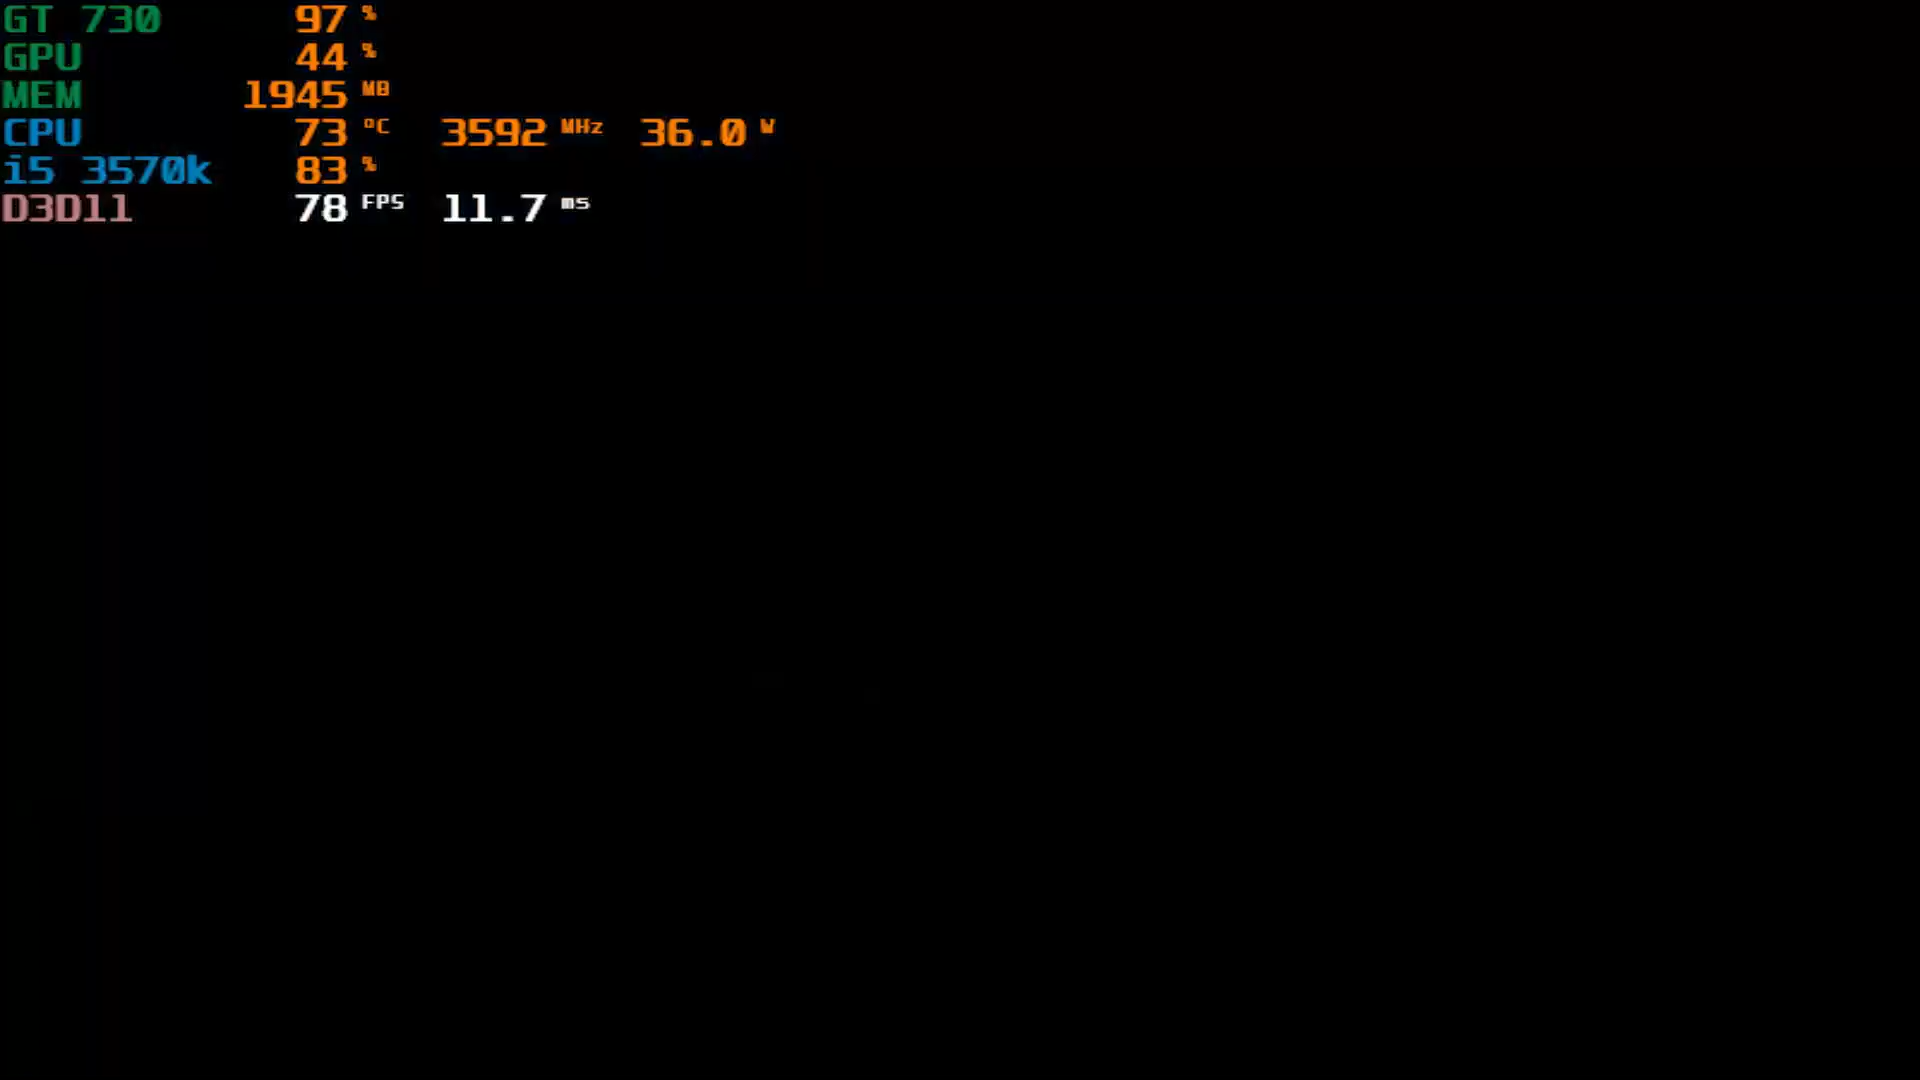 GT 730 97 %
GPU 44 %
MEM 1945 MB
CPU 73 °C 3592 MHz 36.0 W
i5 3570k 83 %
D3D11 78 FPS 11.7 ms